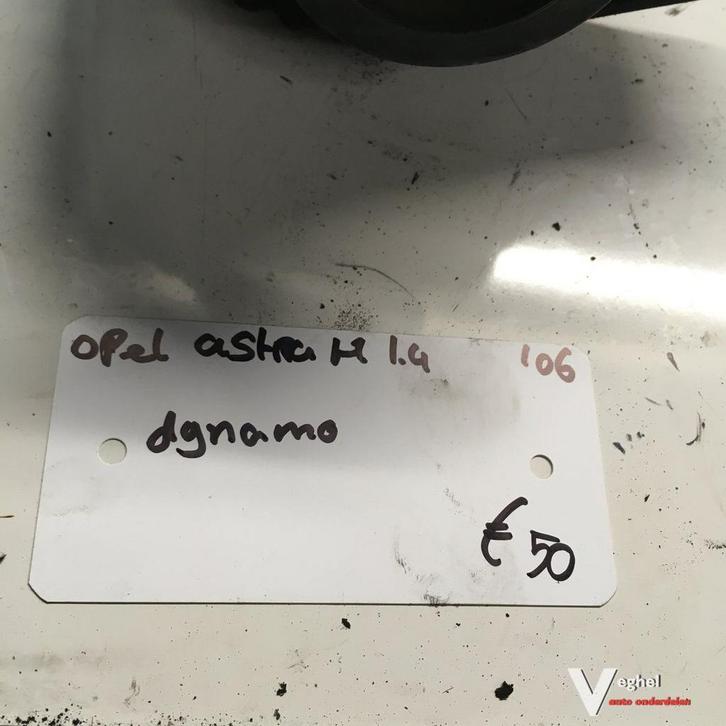 Opel astra H 1.4 '06
dynamo
€ 50
Veghel
auto onderdelen